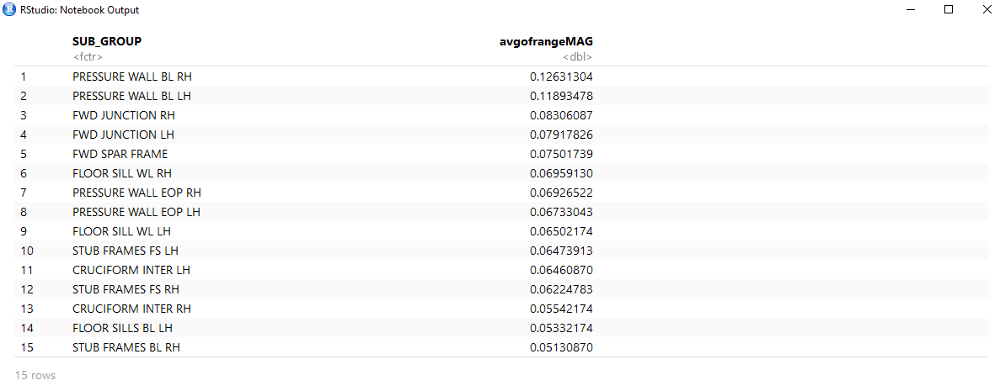 RStudio: Notebook Output
SUB_GROUP avgofrangeMAG
<fctr> <dbl>
1 PRESSURE WALL BL RH 0.12631304
2 PRESSURE WALL BL LH 0.11893478
3 FWD JUNCTION RH 0.08306087
4 FWD JUNCTION LH 0.07917826
5 FWD SPAR FRAME 0.07501739
6 FLOOR SILL WL RH 0.06959130
7 PRESSURE WALL EOP RH 0.06926522
8 PRESSURE WALL EOP LH 0.06733043
9 FLOOR SILL WL LH 0.06502174
10 STUB FRAMES FS LH 0.06473913
11 CRUCIFORM INTER LH 0.06460870
12 STUB FRAMES FS RH 0.06224783
13 CRUCIFORM INTER RH 0.05542174
14 FLOOR SILLS BL LH 0.05332174
15 STUB FRAMES BL RH 0.05130870
15 rows